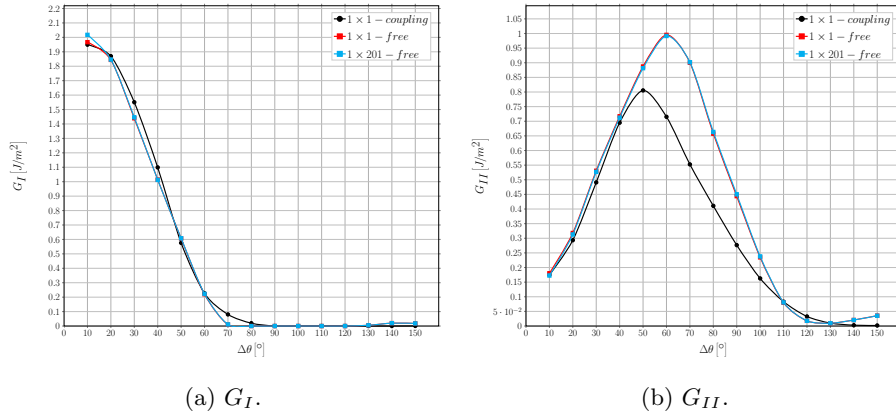 2.2
2.1
2
1.9
1.8
1.7
1.6
1.5
1.4
1.3
1.2
1.1
1
0.9
0.8
0.7
0.6
0.5
0.4
0.3
0.2
0.1
0
G_I [J/m²]
10 20 30 40 50 60 70 80 90 100 110 120 130 140 150
Δθ [°]
1 × 1 − coupling
1 × 1 − free
1 × 201 − free
(a) G_I.
1.05
1
0.95
0.9
0.85
0.8
0.75
0.7
0.65
0.6
0.55
0.5
0.45
0.4
0.35
0.3
0.25
0.2
0.15
0.1
5 · 10⁻²
0
G_II [J/m²]
10 20 30 40 50 60 70 80 90 100 110 120 130 140 150
Δθ [°]
1 × 1 − coupling
1 × 1 − free
1 × 201 − free
(b) G_II.